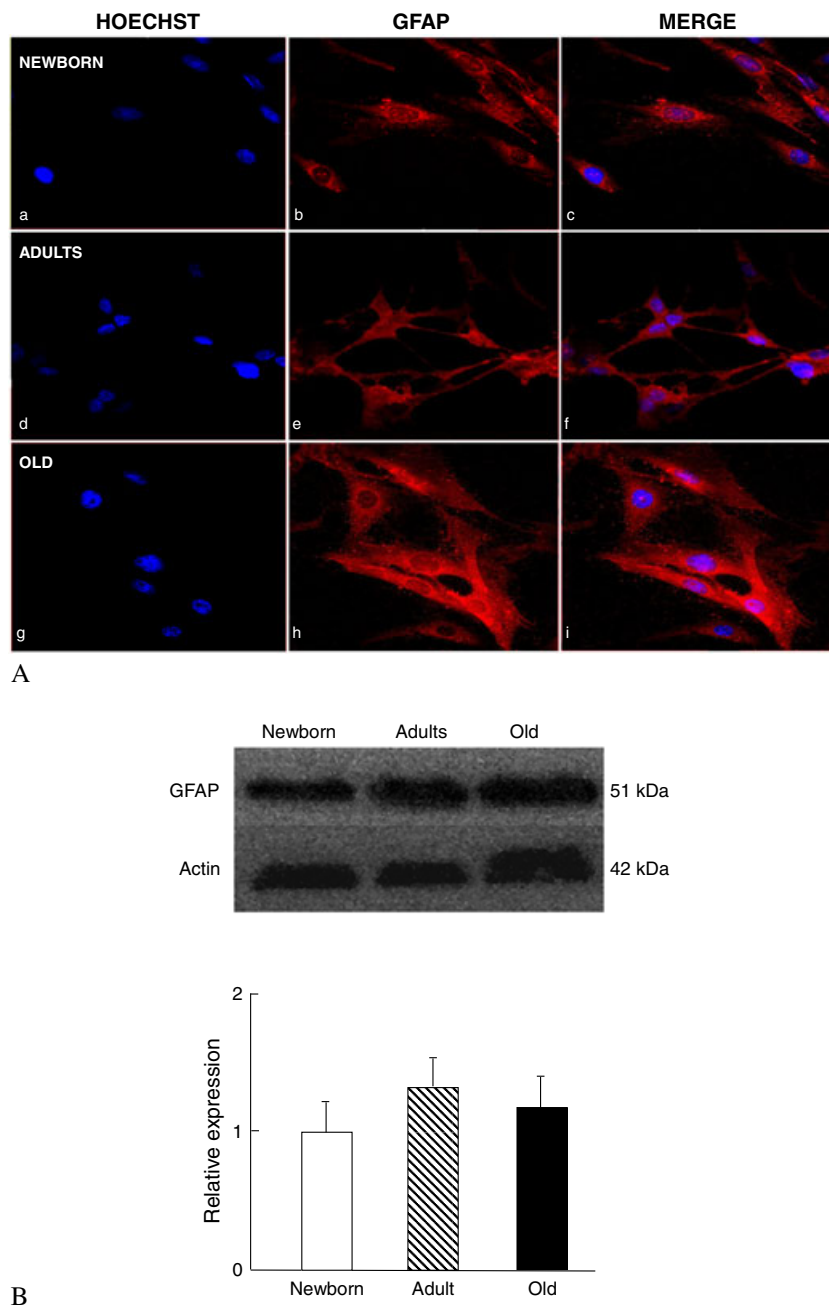 HOECHST GFAP MERGE
NEWBORN
a b c
ADULTS
d e f
OLD
g h i
A
Newborn Adults Old
GFAP 51 kDa
Actin 42 kDa
2
1
0
Relative expression
Newborn Adult Old
B